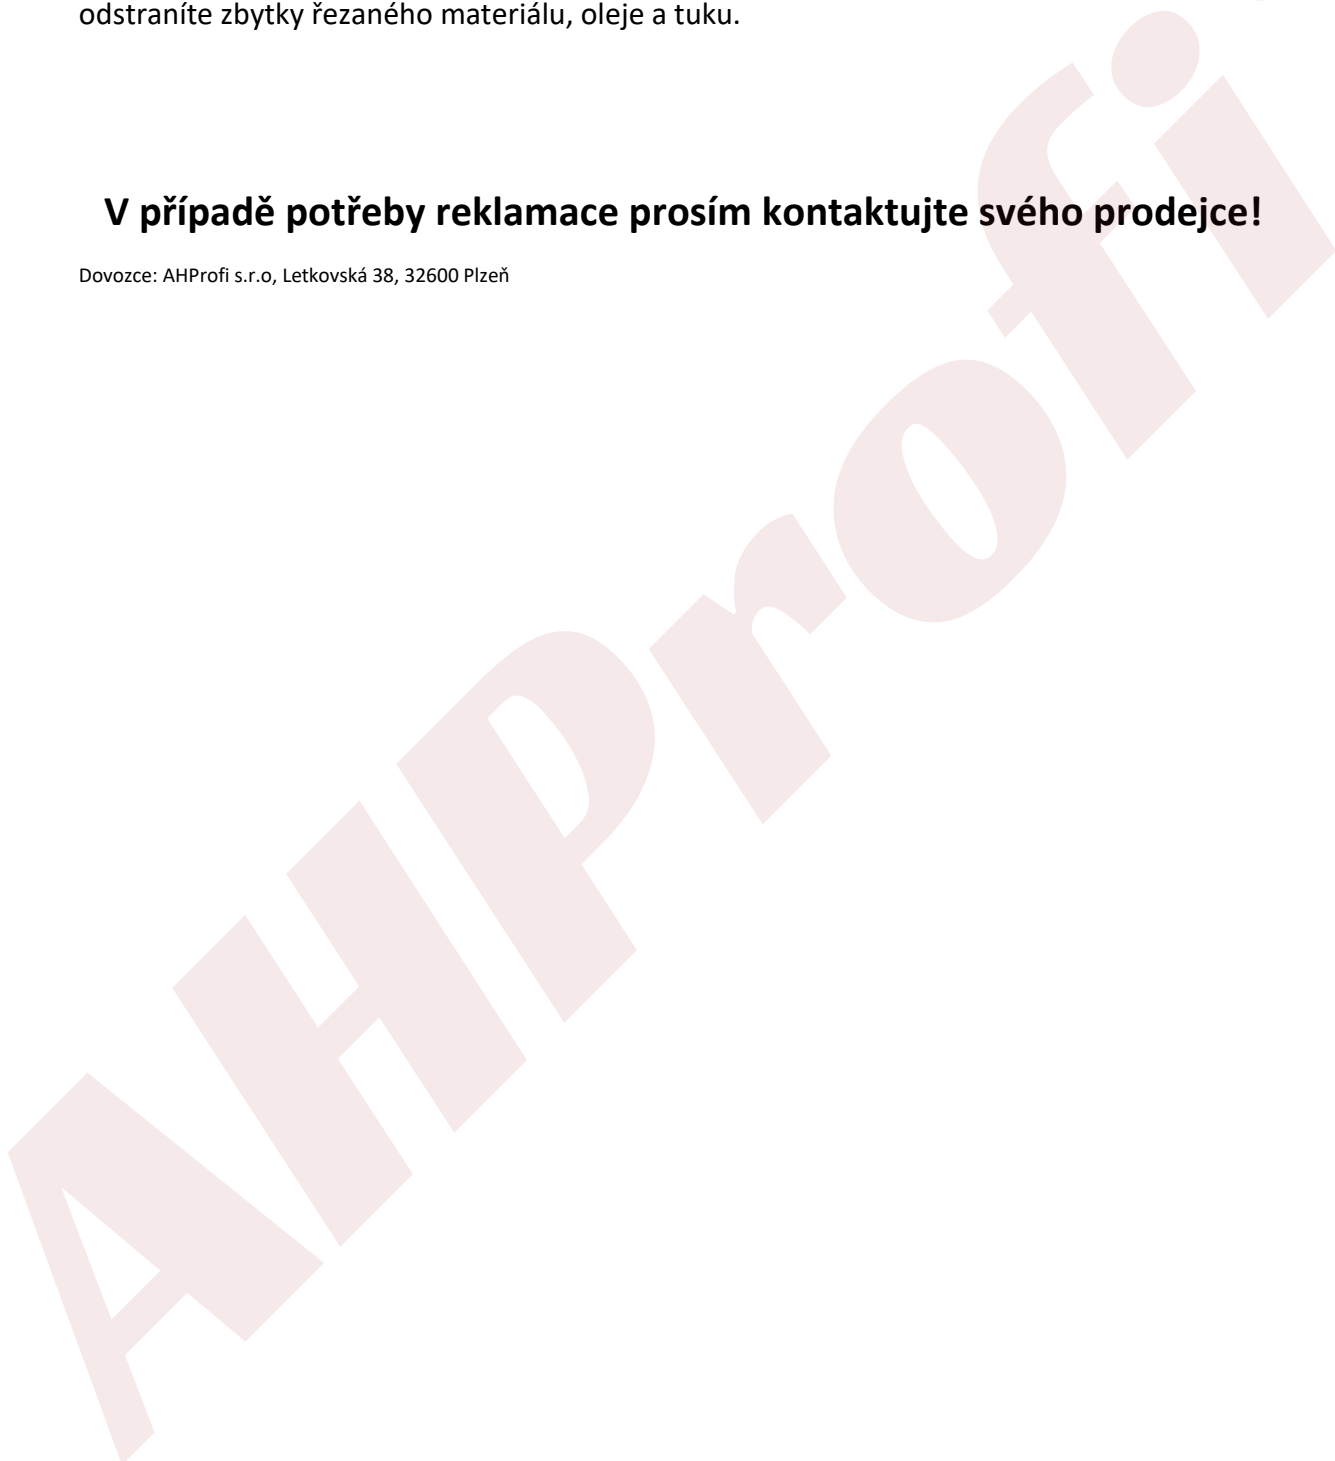 odstraníte zbytky řezaného materiálu, oleje a tuku.
V případě potřeby reklamace prosím kontaktujte svého prodejce!
Dovozce: AHProfi s.r.o, Letkovská 38, 32600 Plzeň
AHProfi